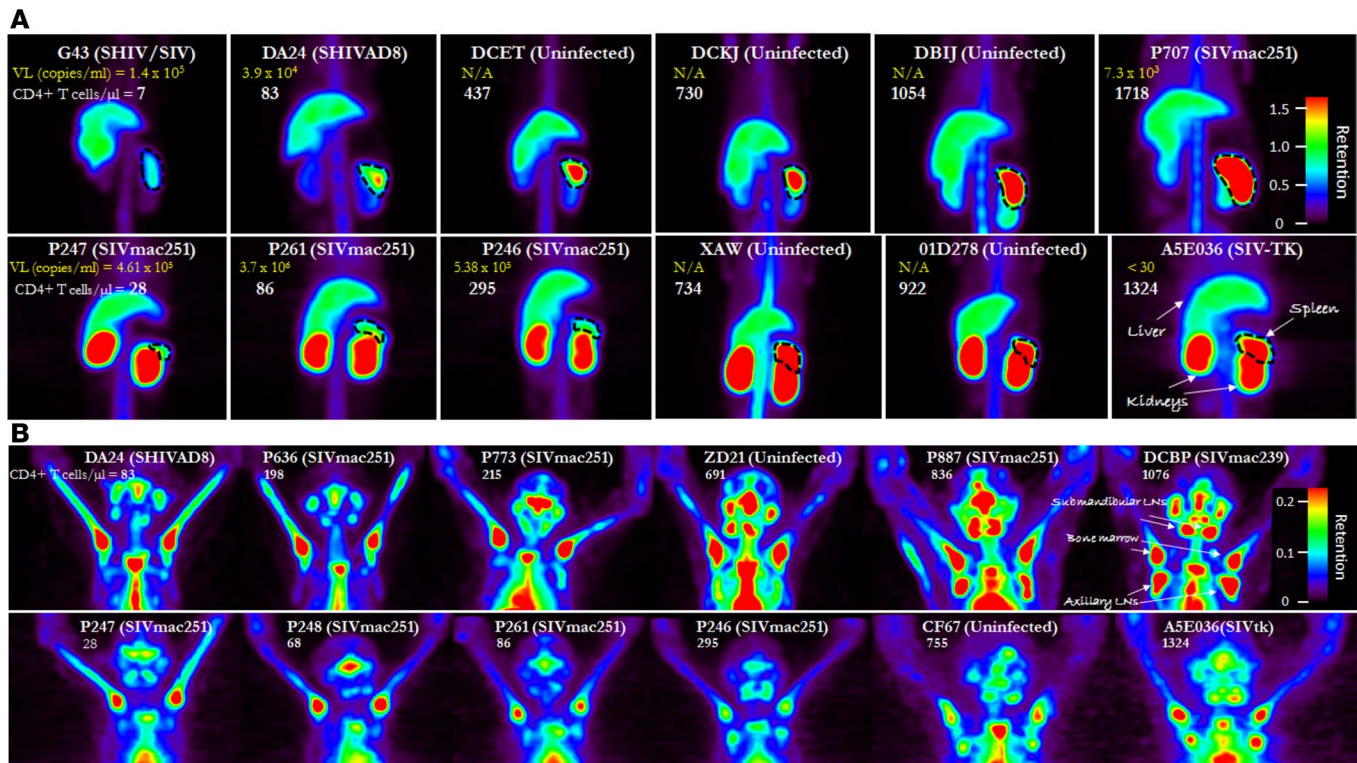 A
G43 (SHIV/SIV)
VL (copies/ml) = 1.4 x 10⁵
CD4+ T cells/µl = 7
DA24 (SHIVAD8)
3.9 x 10⁴
83
DCET (Uninfected)
N/A
437
DCKJ (Uninfected)
N/A
730
DBIJ (Uninfected)
N/A
1054
P707 (SIVmac251)
7.3 x 10³
1718
1.5
1.0
0.5
0
Retention
P247 (SIVmac251)
VL (copies/ml) = 4.61 x 10⁵
CD4+ T cells/µl = 28
P261 (SIVmac251)
3.7 x 10⁶
86
P246 (SIVmac251)
5.38 x 10⁵
295
XAW (Uninfected)
N/A
734
01D278 (Uninfected)
N/A
922
A5E036 (SIV-TK)
< 30
1324
Liver
Spleen
Kidneys
B
DA24 (SHIVAD8)
CD4+ T cells/µl = 83
P636 (SIVmac251)
198
P773 (SIVmac251)
215
ZD21 (Uninfected)
691
P887 (SIVmac251)
836
DCBP (SIVmac239)
1076
Submandibular LNs
Bone marrow
Axillary LNs
0.2
0.1
0
Retention
P247 (SIVmac251)
28
P248 (SIVmac251)
68
P261 (SIVmac251)
86
P246 (SIVmac251)
295
CF67 (Uninfected)
755
A5E036(SIVtk)
1324